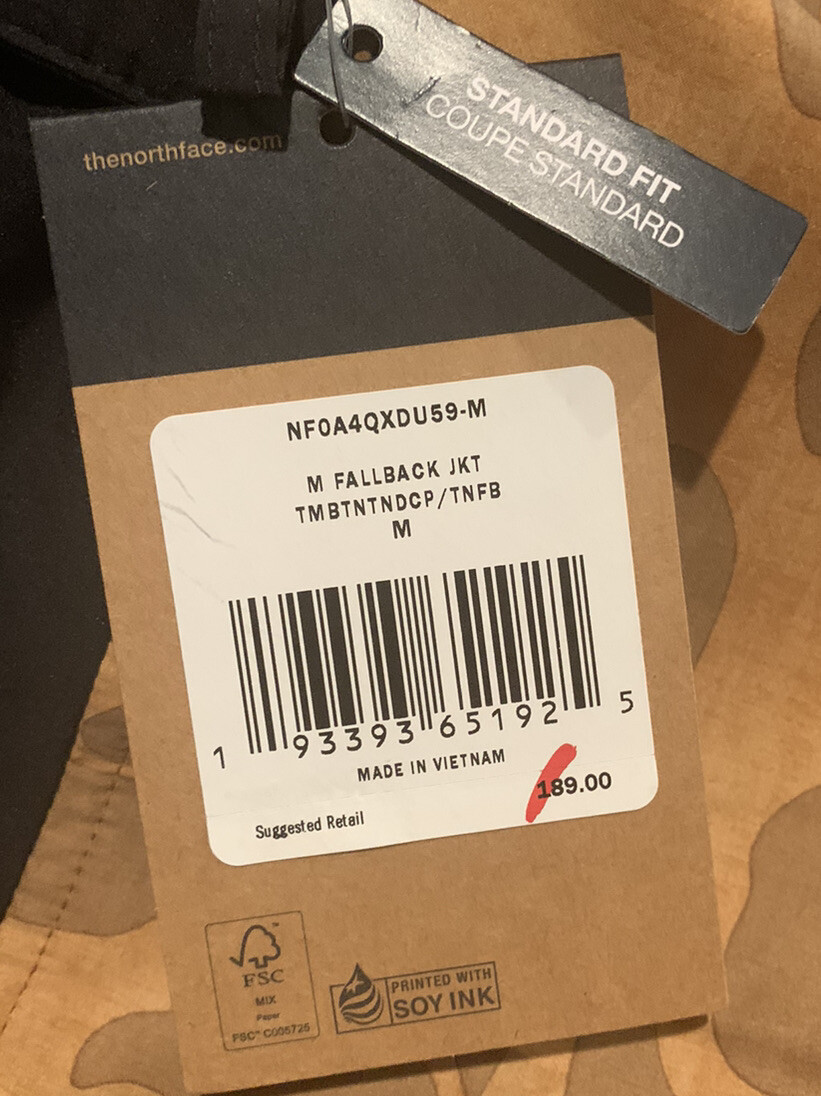 STANDARD FIT
COUPE STANDARD
thenorthface.com
NF0A4QXDU59-M
M FALLBACK JKT
TMBTNTNDCP/TNFB
M
1 93393 65192 5
MADE IN VIETNAM
189.00
Suggested Retail
FSC
MIX
Paper
FSC™ C005725
PRINTED WITH
SOY INK